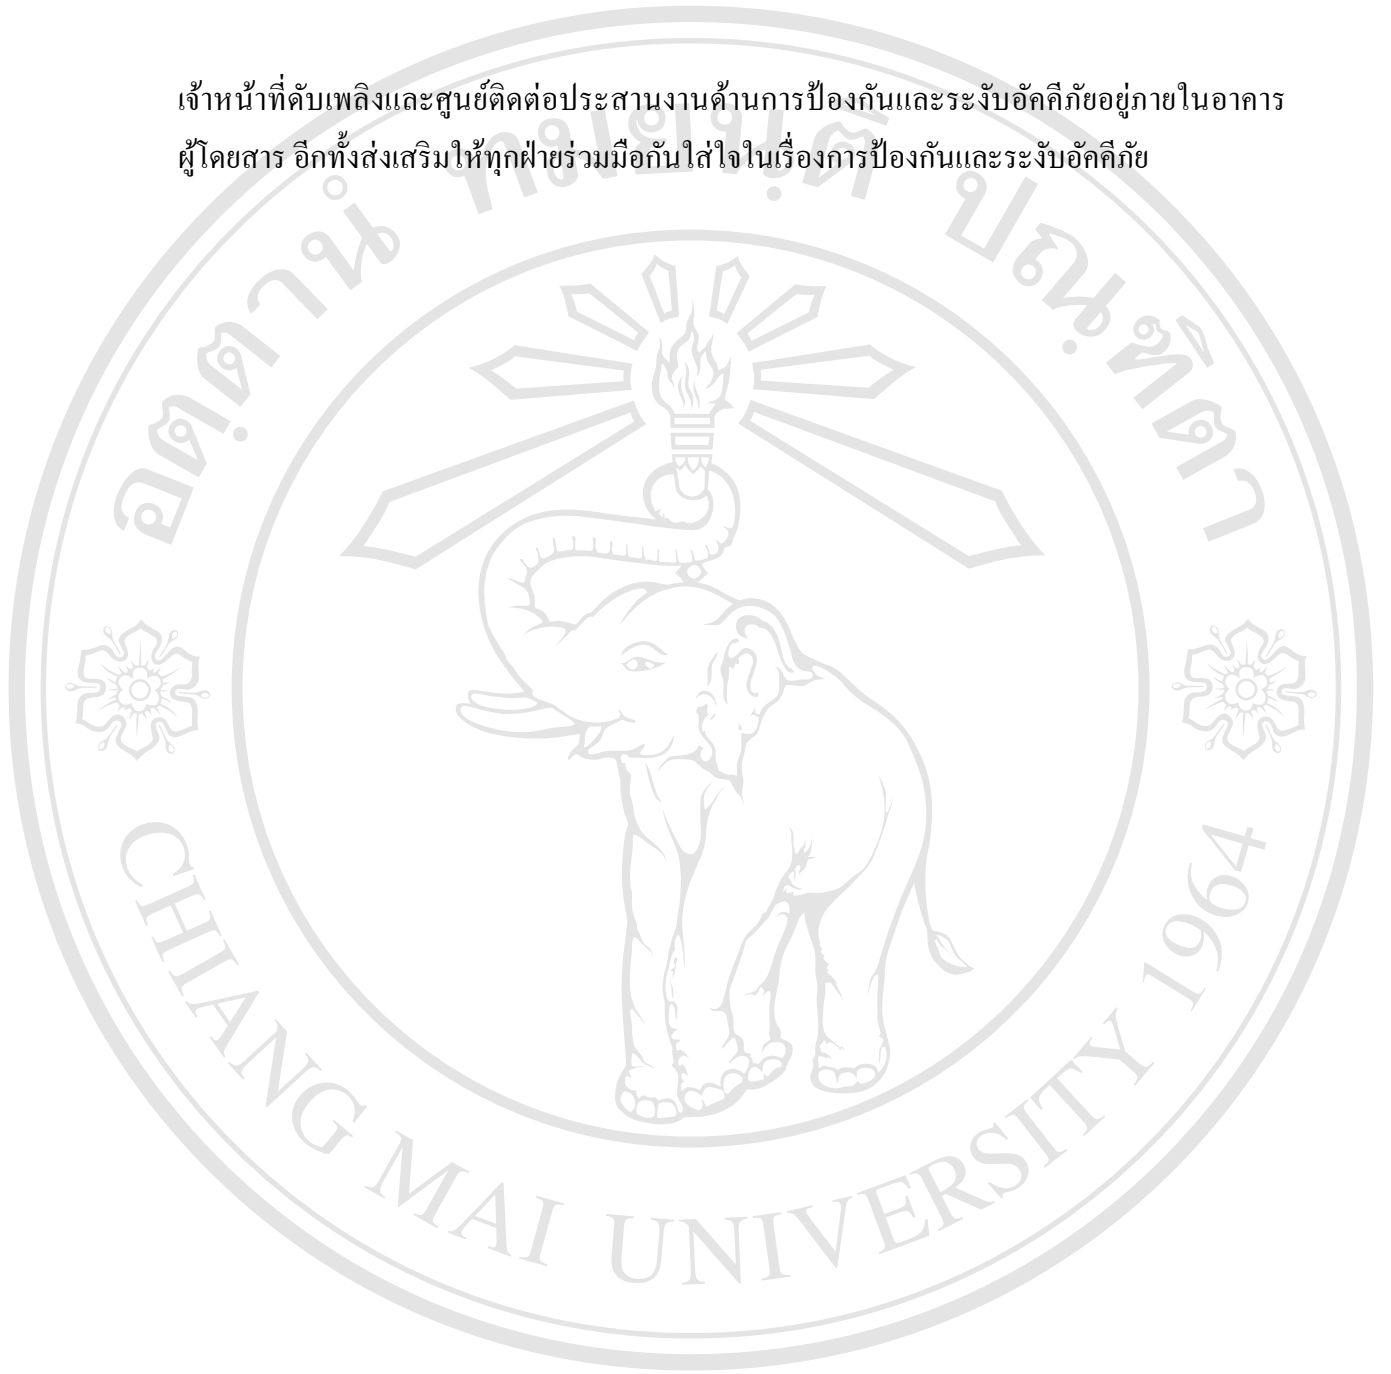 เจ้าหน้าที่ดับเพลิงและศูนย์ติดต่อประสานงานด้านการป้องกันและระงับอัคคีภัยอยู่ภายในอาคาร
ผู้โดยสาร อีกทั้งส่งเสริมให้ทุกฝ่ายร่วมมือกันใส่ใจในเรื่องการป้องกันและระงับอัคคีภัย
อตฺตานํ ทมยนฺติ ปณฺฑิตา
CHIANG MAI UNIVERSITY 1964